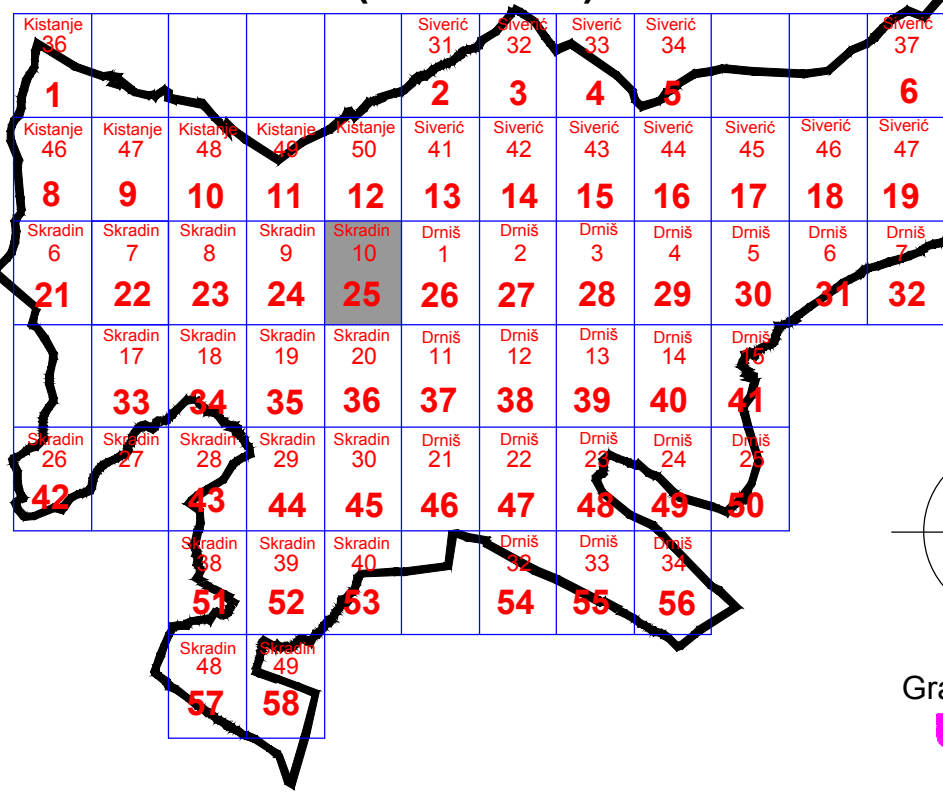 Kistanje Siverić Siverić Siverić Siverić Siverić
36 31 32 33 34 37
1 2 3 4 5 6
Kistanje Kistanje Kistanje Kistanje Kistanje Siverić Siverić Siverić Siverić Siverić Siverić Siverić
46 47 48 49 50 41 42 43 44 45 46 47
8 9 10 11 12 13 14 15 16 17 18 19
Skradin Skradin Skradin Skradin Skradin Drniš Drniš Drniš Drniš Drniš Drniš Drniš
6 7 8 9 10 1 2 3 4 5 6 7
21 22 23 24 25 26 27 28 29 30 31 32
Skradin Skradin Skradin Skradin Drniš Drniš Drniš Drniš Drniš
17 18 19 20 11 12 13 14 15
33 34 35 36 37 38 39 40 41
Skradin Skradin Skradin Skradin Skradin Drniš Drniš Drniš Drniš Drniš
26 27 28 29 30 21 22 23 24 25
42 43 44 45 46 47 48 49 50
Skradin Skradin Skradin Drniš Drniš Drniš
38 39 40 32 33 34
51 52 53 54 55 56
Skradin Skradin
48 49
57 58
Gra